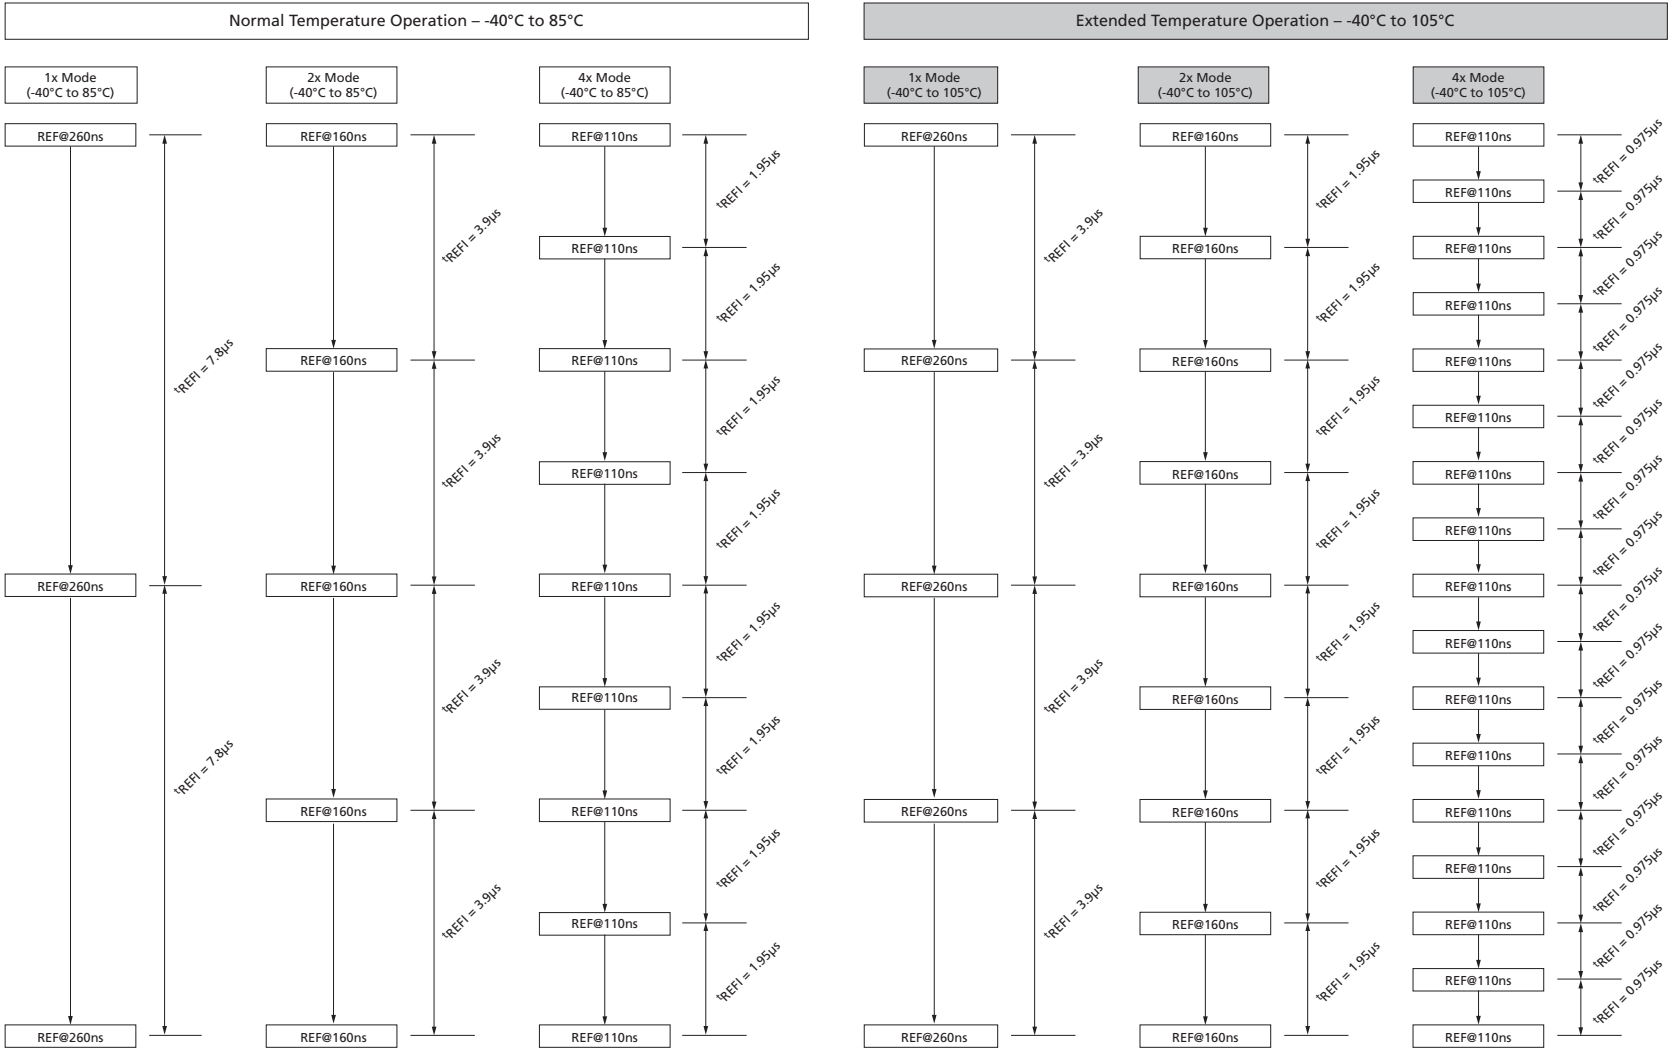 Normal Temperature Operation – -40°C to 85°C
1x Mode
(-40°C to 85°C)
REF@260ns
tREFI = 7.8µs
REF@260ns
tREFI = 7.8µs
REF@260ns
2x Mode
(-40°C to 85°C)
REF@160ns
tREFI = 3.9µs
REF@160ns
tREFI = 3.9µs
REF@160ns
tREFI = 3.9µs
REF@160ns
tREFI = 3.9µs
REF@160ns
4x Mode
(-40°C to 85°C)
REF@110ns
tREFI = 1.95µs
REF@110ns
tREFI = 1.95µs
REF@110ns
tREFI = 1.95µs
REF@110ns
tREFI = 1.95µs
REF@110ns
tREFI = 1.95µs
REF@110ns
tREFI = 1.95µs
REF@110ns
tREFI = 1.95µs
REF@110ns
tREFI = 1.95µs
REF@110ns
Extended Temperature Operation – -40°C to 105°C
1x Mode
(-40°C to 105°C)
REF@260ns
tREFI = 3.9µs
REF@260ns
tREFI = 3.9µs
REF@260ns
tREFI = 3.9µs
REF@260ns
tREFI = 3.9µs
REF@260ns
2x Mode
(-40°C to 105°C)
REF@160ns
tREFI = 1.95µs
REF@160ns
tREFI = 1.95µs
REF@160ns
tREFI = 1.95µs
REF@160ns
tREFI = 1.95µs
REF@160ns
tREFI = 1.95µs
REF@160ns
tREFI = 1.95µs
REF@160ns
tREFI = 1.95µs
REF@160ns
tREFI = 1.95µs
REF@160ns
4x Mode
(-40°C to 105°C)
REF@110ns
tREFI = 0.975µs
REF@110ns
tREFI = 0.975µs
REF@110ns
tREFI = 0.975µs
REF@110ns
tREFI = 0.975µs
REF@110ns
tREFI = 0.975µs
REF@110ns
tREFI = 0.975µs
REF@110ns
tREFI = 0.975µs
REF@110ns
tREFI = 0.975µs
REF@110ns
tREFI = 0.975µs
REF@110ns
tREFI = 0.975µs
REF@110ns
tREFI = 0.975µs
REF@110ns
tREFI = 0.975µs
REF@110ns
tREFI = 0.975µs
REF@110ns
tREFI = 0.975µs
REF@110ns
tREFI = 0.975µs
REF@110ns
tREFI = 0.975µs
REF@110ns